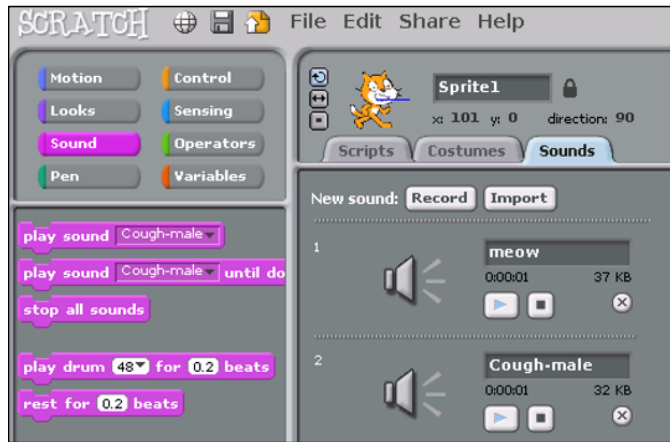 SCRATCH File Edit Share Help
Motion Control
Looks Sensing
Sound Operators
Pen Variables
play sound Cough-male
play sound Cough-male until do
stop all sounds
play drum 48 for 0.2 beats
rest for 0.2 beats
Sprite1
x: 101 y: 0 direction: 90
Scripts Costumes Sounds
New sound: Record Import
1
meow
0:00:01 37 KB
2
Cough-male
0:00:01 32 KB